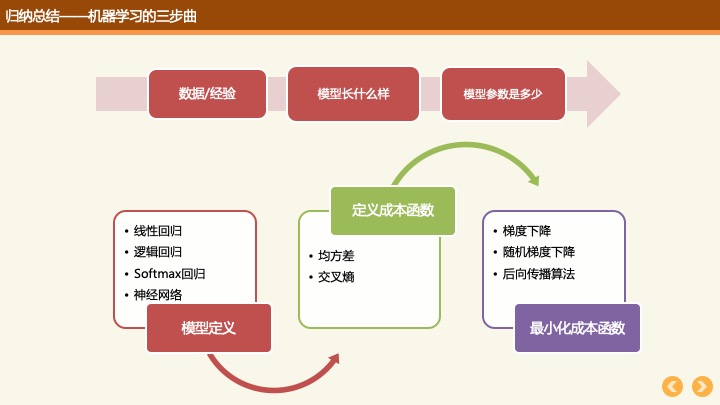 归纳总结——机器学习的三步曲
数据/经验
模型长什么样
模型参数是多少
定义成本函数
• 线性回归
• 逻辑回归
• Softmax回归
• 神经网络
模型定义
• 均方差
• 交叉熵
• 梯度下降
• 随机梯度下降
• 后向传播算法
最小化成本函数